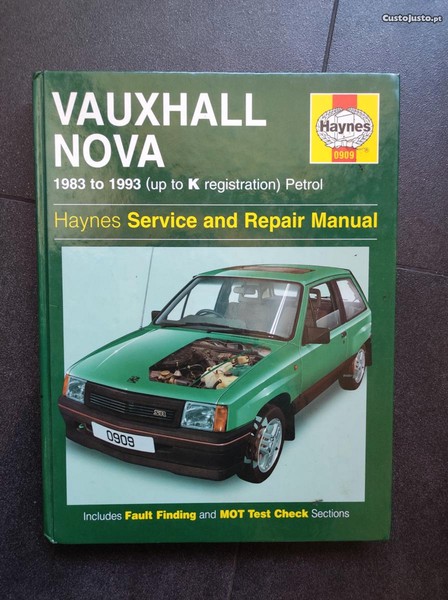 CustoJusto.pt
VAUXHALL
NOVA
Haynes
0909
1983 to 1993 (up to K registration) Petrol
Haynes Service and Repair Manual
SR
0909
Includes Fault Finding and MOT Test Check Sections